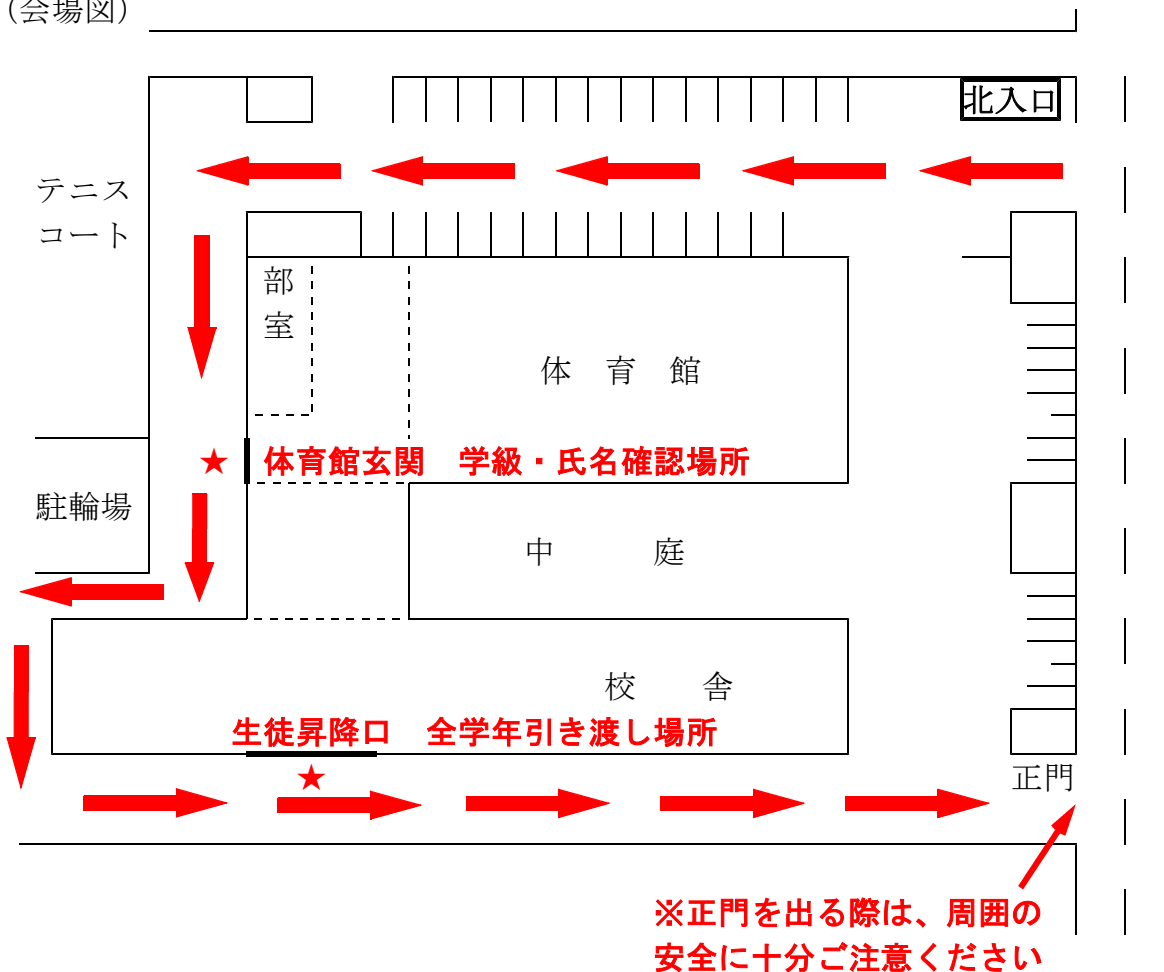 (会場図)
北入口
テニス
コート
部
室
体 育 館
★ 体育館玄関 学級・氏名確認場所
駐輪場
中 庭
校 舎
生徒昇降口 全学年引き渡し場所
★
正門
※正門を出る際は、周囲の
安全に十分ご注意ください